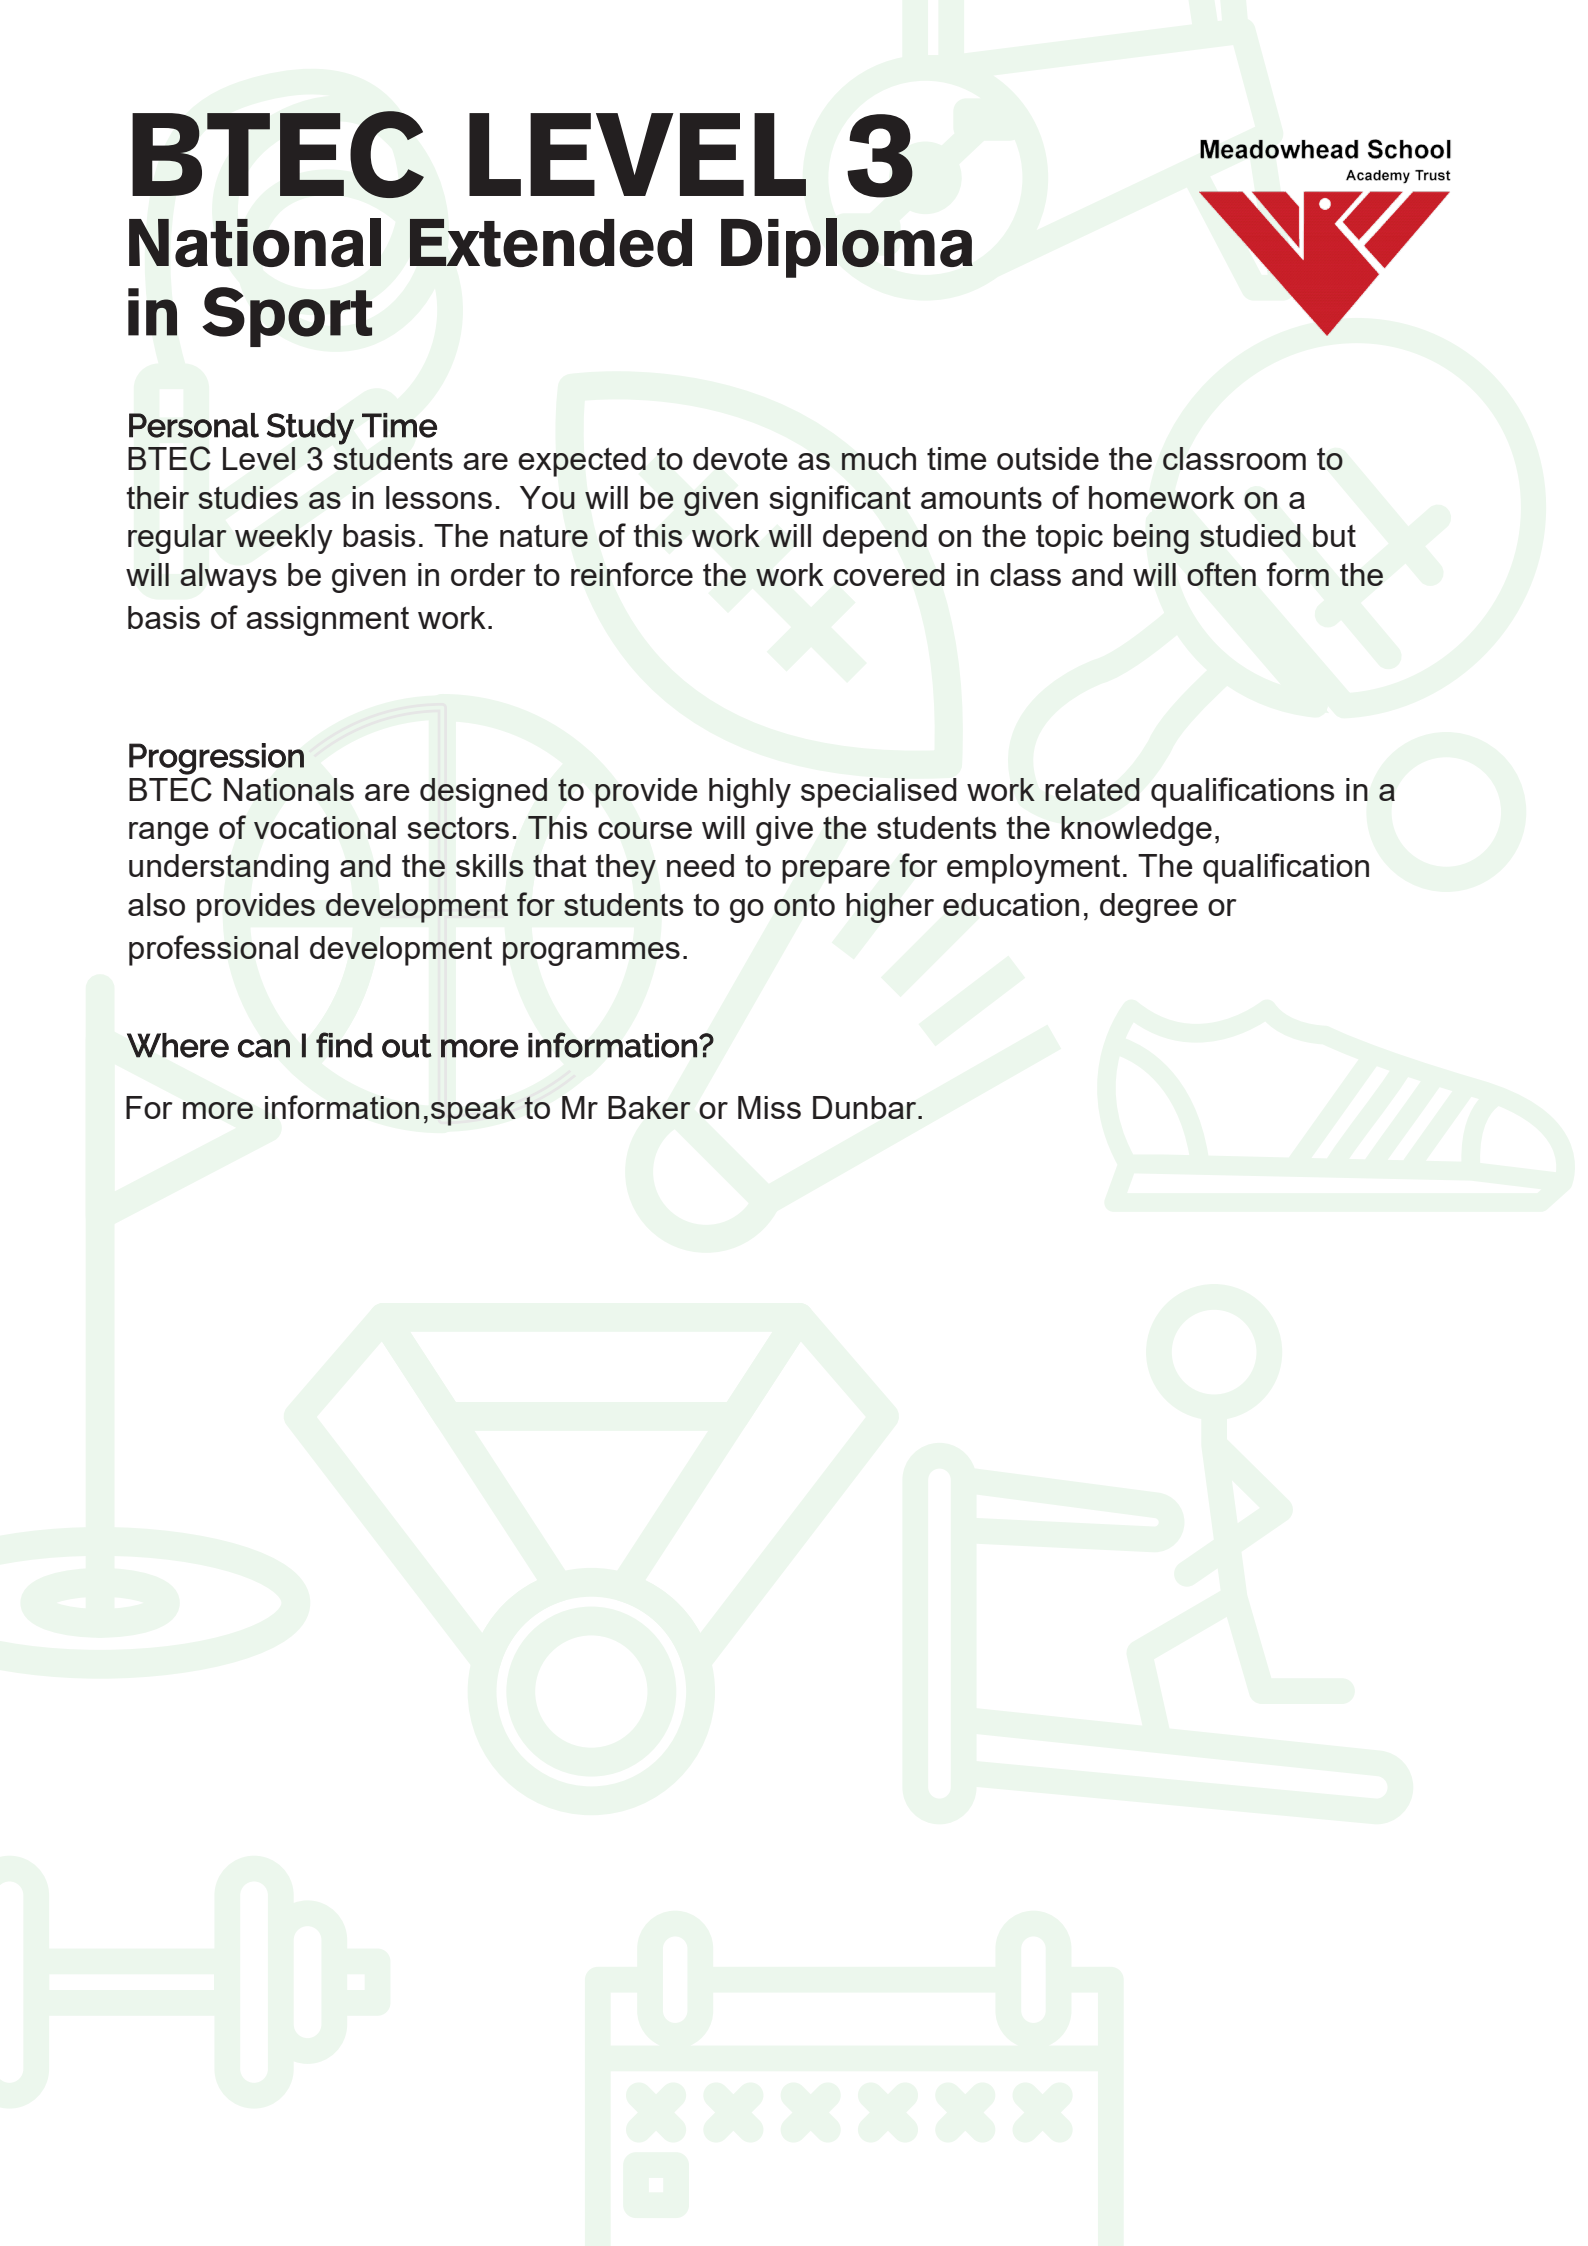 BTEC LEVEL 3
National Extended Diploma
in Sport
Meadowhead School
Academy Trust
Personal Study Time
BTEC Level 3 students are expected to devote as much time outside the classroom to
their studies as in lessons.  You will be given significant amounts of homework on a
regular weekly basis. The nature of this work will depend on the topic being studied but
will always be given in order to reinforce the work covered in class and will often form the
basis of assignment work.
Progression
BTEC Nationals are designed to provide highly specialised work related qualifications in a
range of vocational sectors. This course will give the students the knowledge,
understanding and the skills that they need to prepare for employment. The qualification
also provides development for students to go onto higher education, degree or
professional development programmes.
Where can I find out more information?
For more information,speak to Mr Baker or Miss Dunbar.